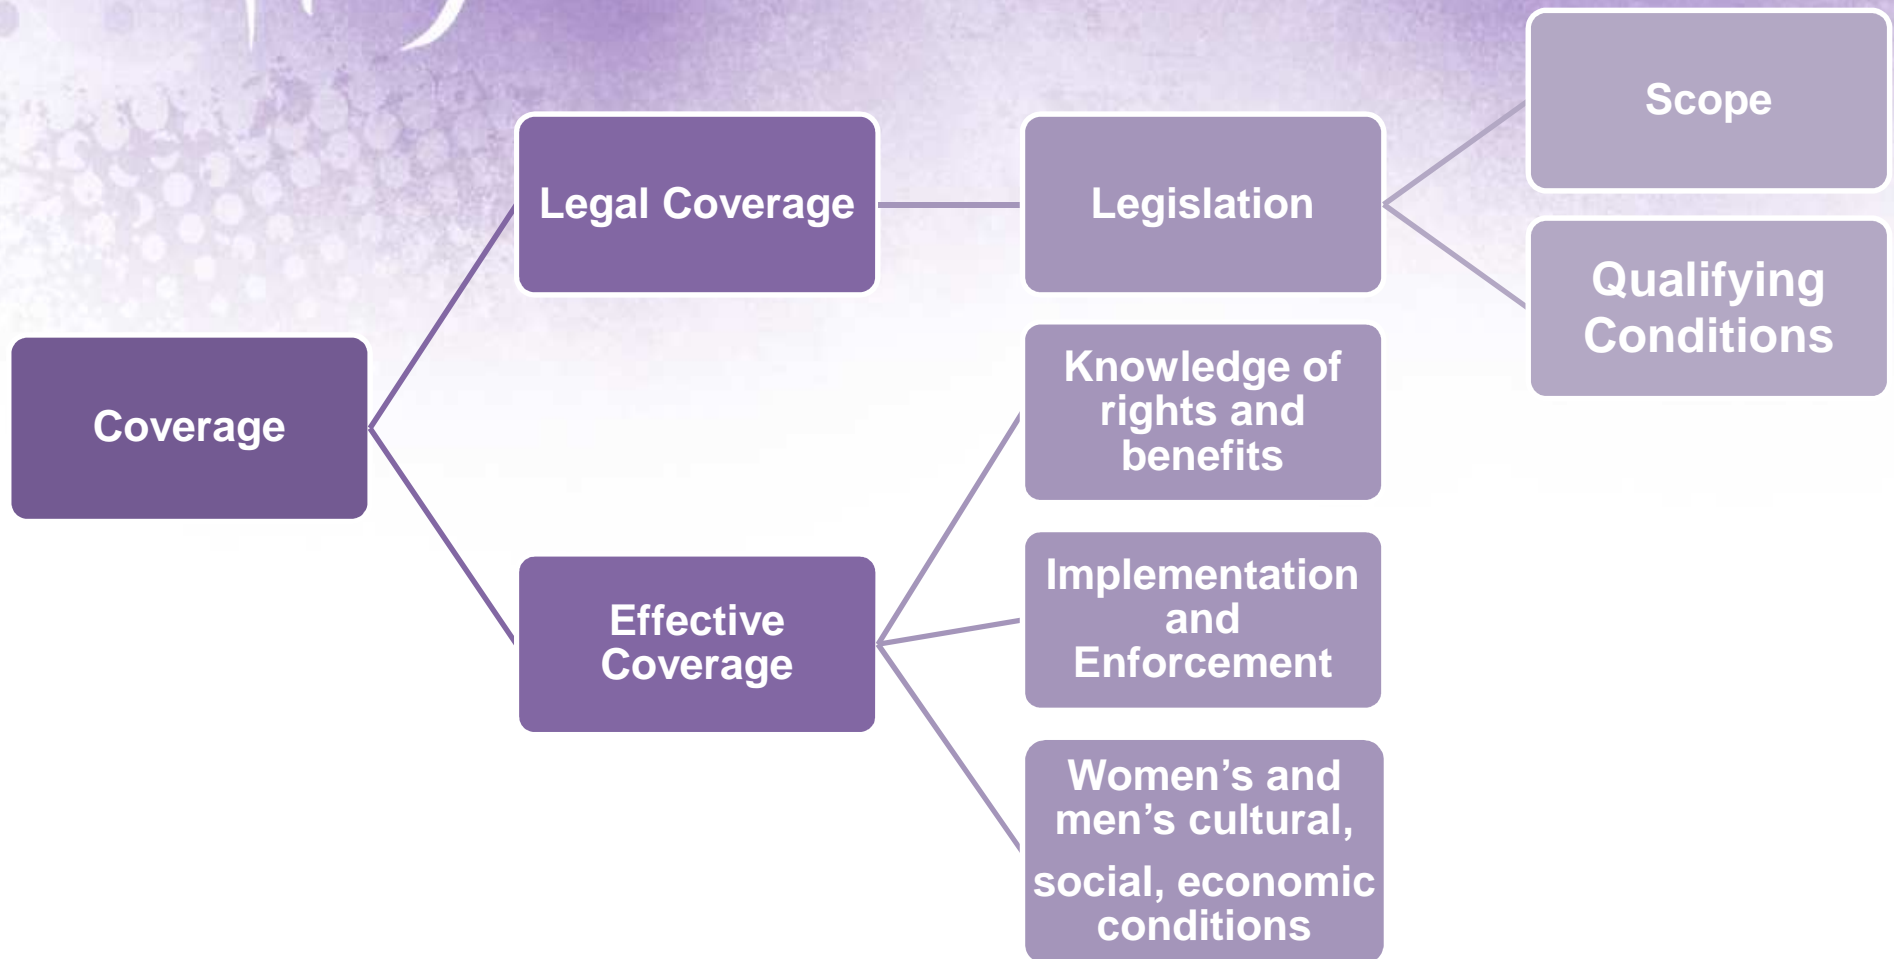 Coverage
Legal Coverage
Legislation
Scope
Qualifying
Conditions
Effective
Coverage
Knowledge of
rights and
benefits
Implementation
and
Enforcement
Women’s and
men’s cultural,
social, economic
conditions